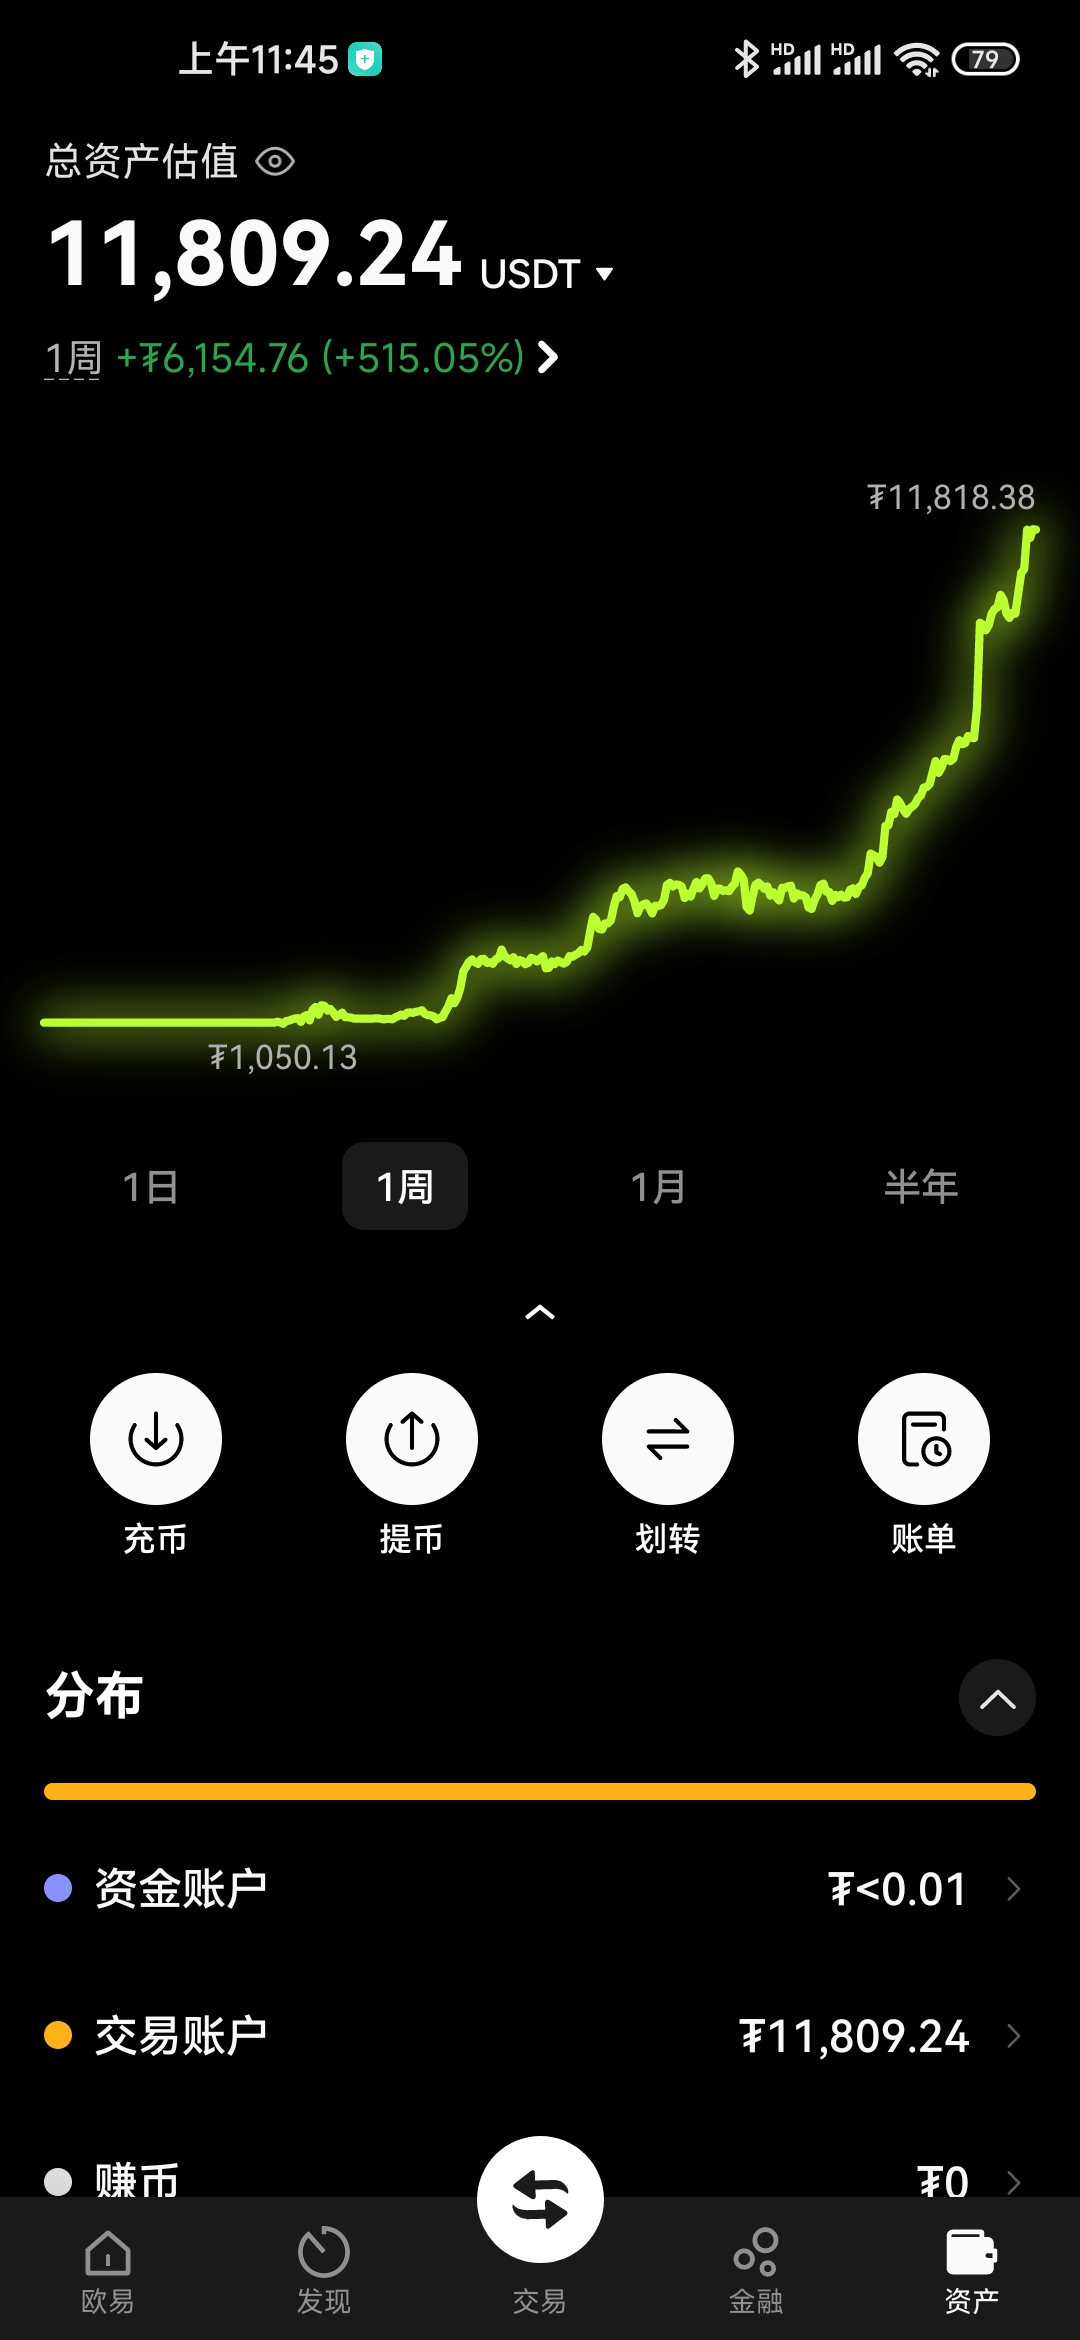 上午11:45
HD HD 79
总资产估值
11,809.24 USDT
1周 +₮6,154.76 (+515.05%)
₮11,818.38
₮1,050.13
1日 1周 1月 半年
充币 提币 划转 账单
分布
资金账户 ₮<0.01
交易账户 ₮11,809.24
赚币 ₮0
欧易 发现 交易 金融 资产